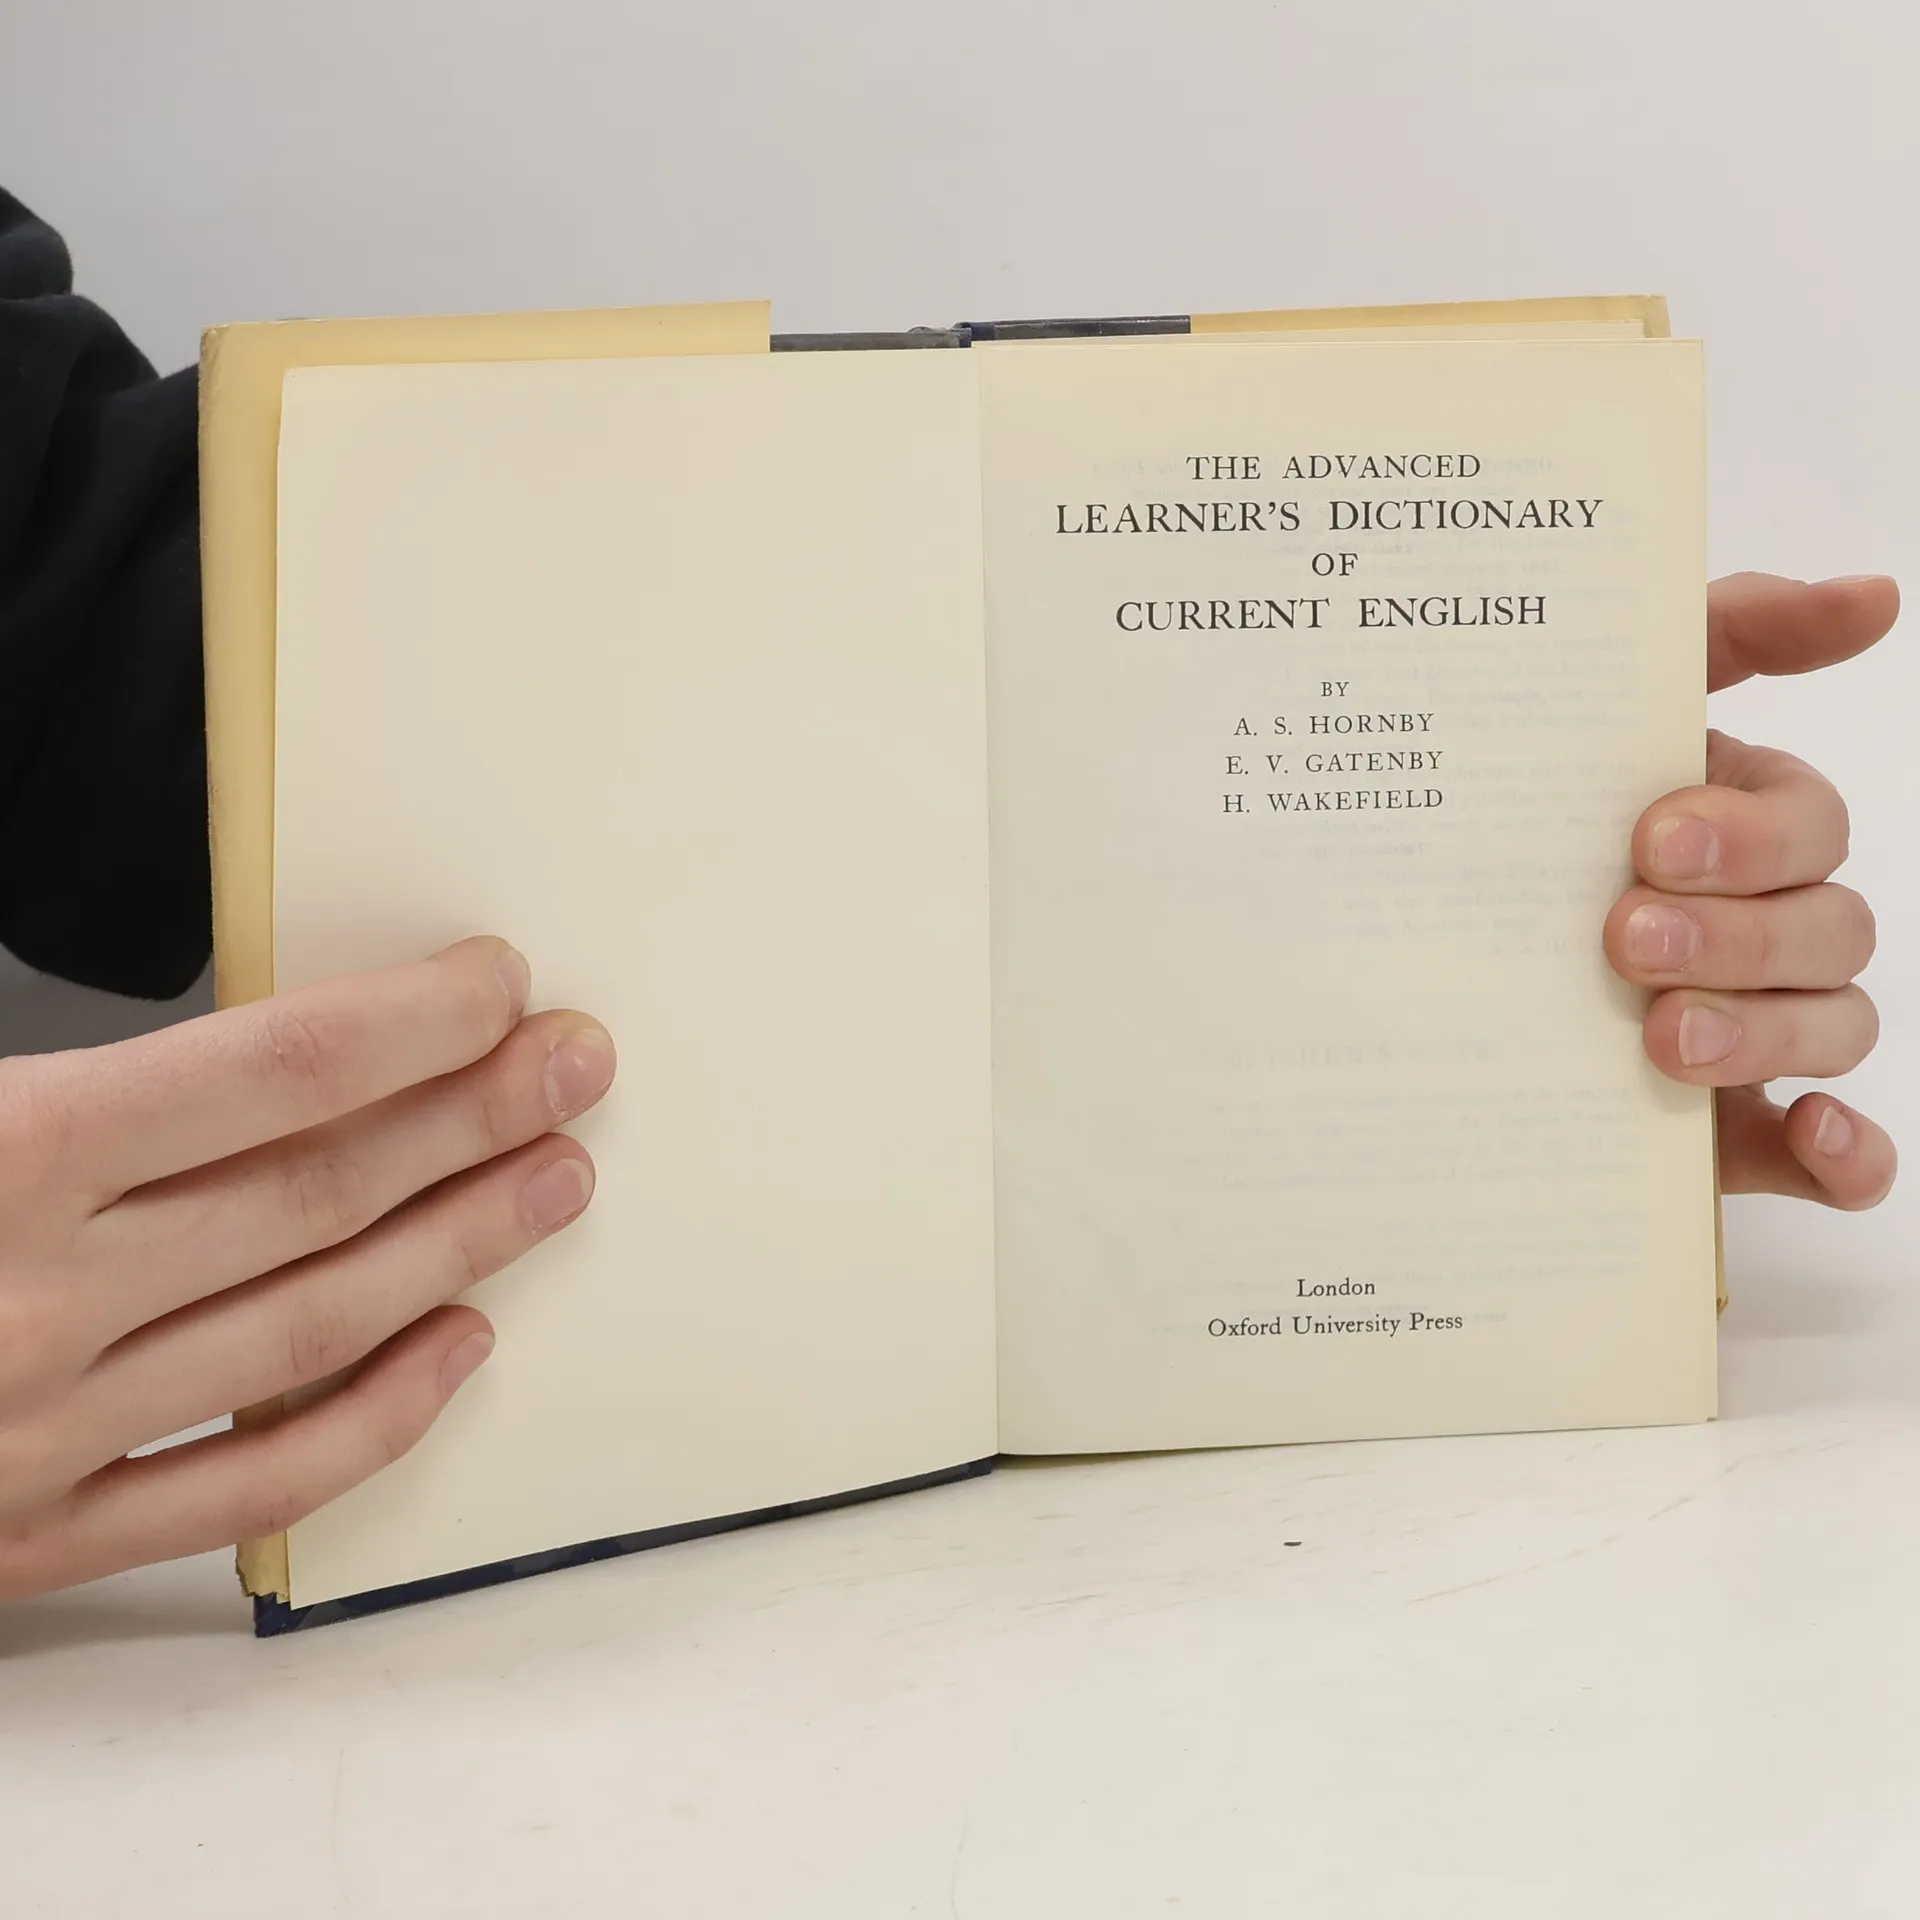 THE ADVANCED
LEARNER'S DICTIONARY
OF
CURRENT ENGLISH
BY
A. S. HORNBY
E. V. GATENBY
H. WAKEFIELD
London
Oxford University Press